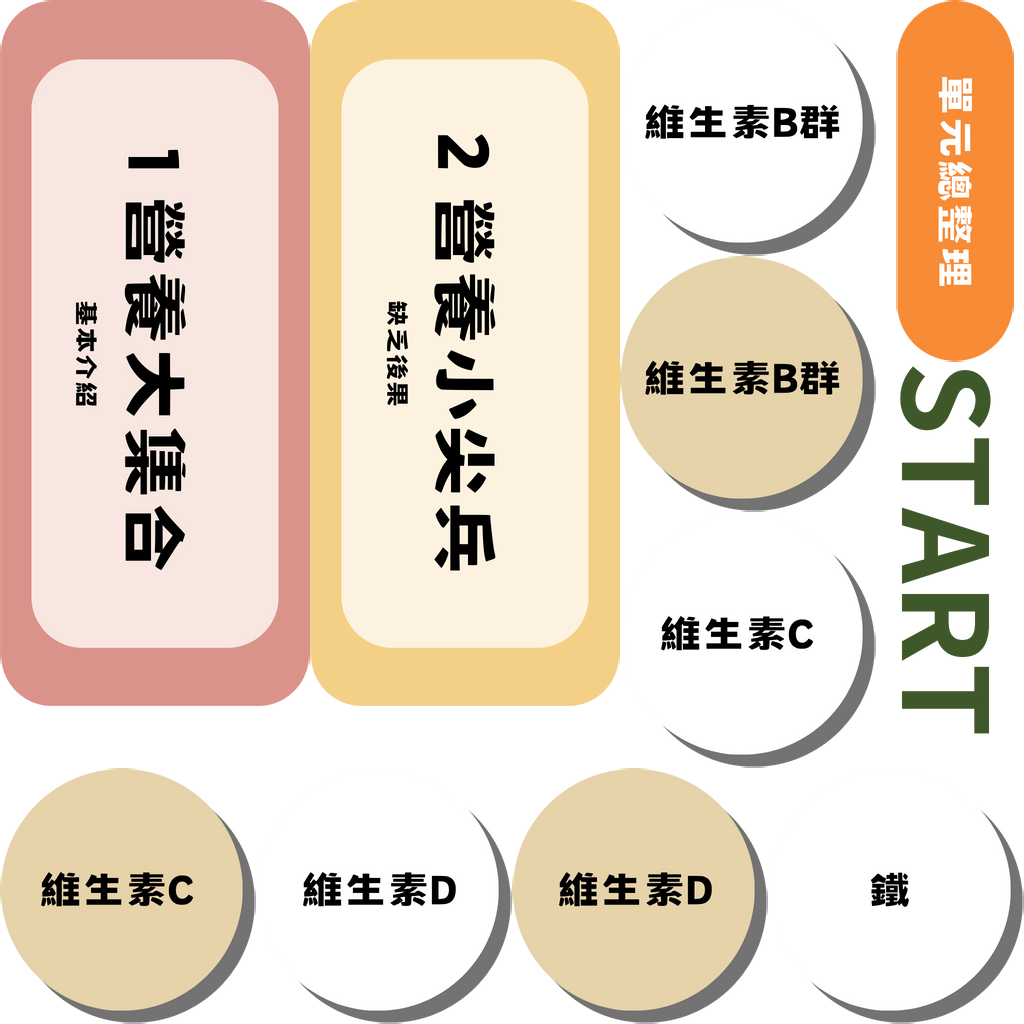 1 營養大集合
基本介紹
2 營養小尖兵
缺乏後果
維生素B群
單元總整理
維生素B群
START
維生素C
維生素C
維生素D
維生素D
鐵